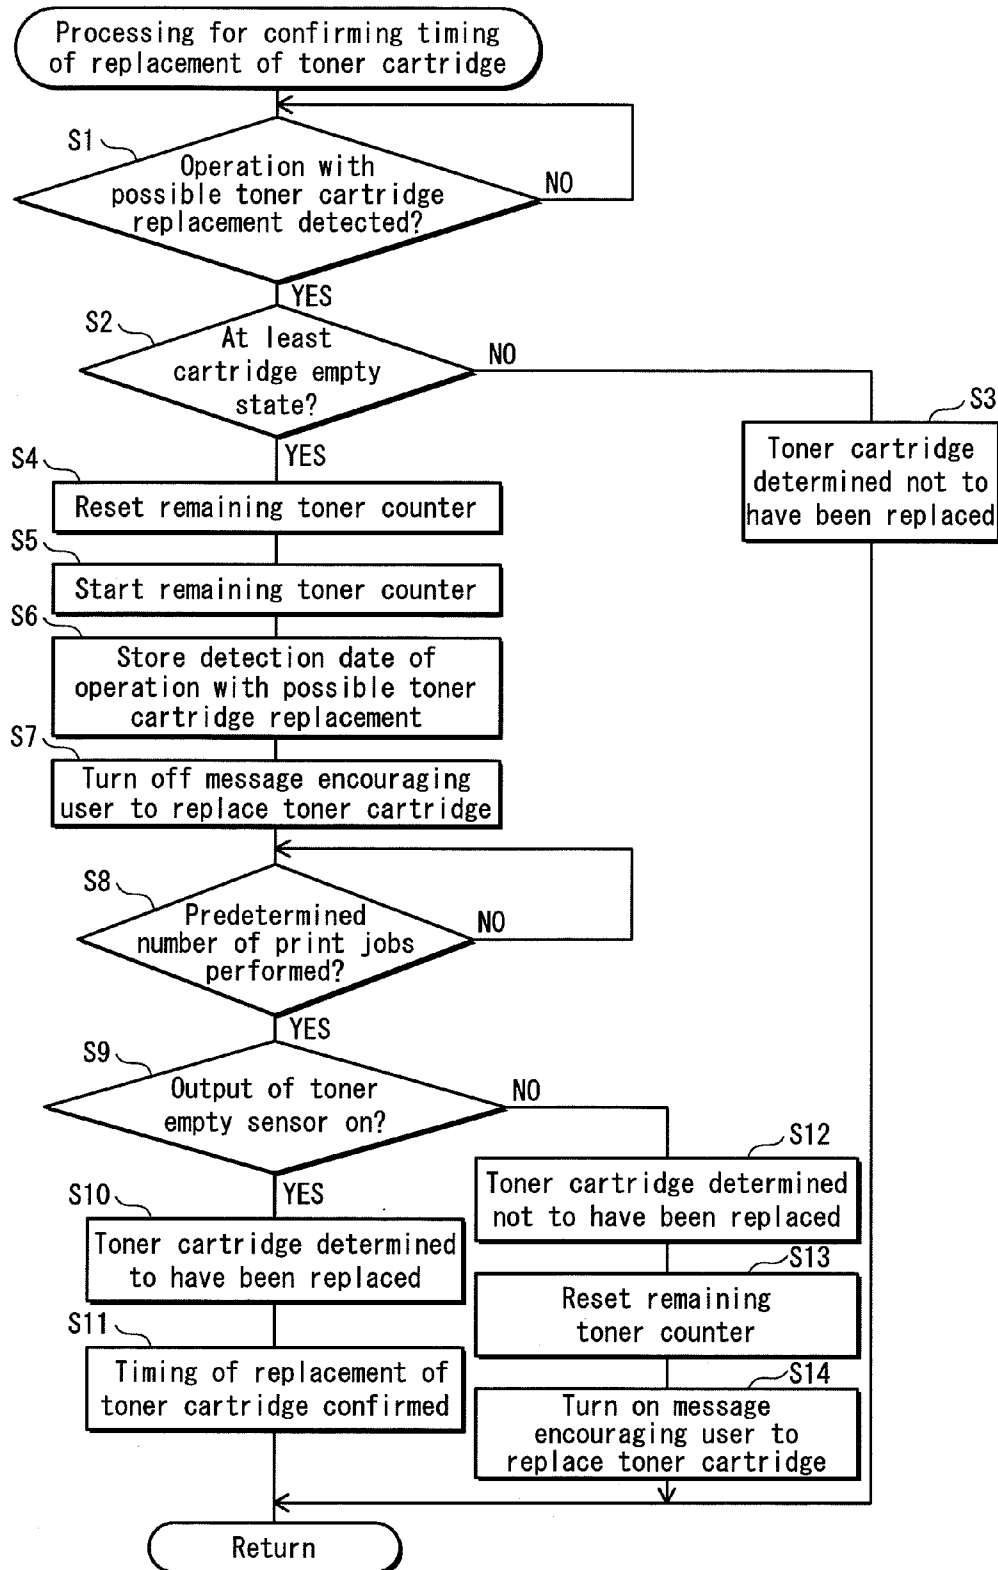 Processing for confirming timing
of replacement of toner cartridge
S1
Operation with
possible toner cartridge
replacement detected?
NO
YES
S2
At least
cartridge empty
state?
NO
YES
S3
Toner cartridge
determined not to
have been replaced
S4
Reset remaining toner counter
S5
Start remaining toner counter
S6
Store detection date of
operation with possible toner
cartridge replacement
S7
Turn off message encouraging
user to replace toner cartridge
S8
Predetermined
number of print jobs
performed?
NO
YES
S9
Output of toner
empty sensor on?
NO
YES
S10
Toner cartridge determined
to have been replaced
S11
Timing of replacement of
toner cartridge confirmed
S12
Toner cartridge determined
not to have been replaced
S13
Reset remaining
toner counter
S14
Turn on message
encouraging user to
replace toner cartridge
Return